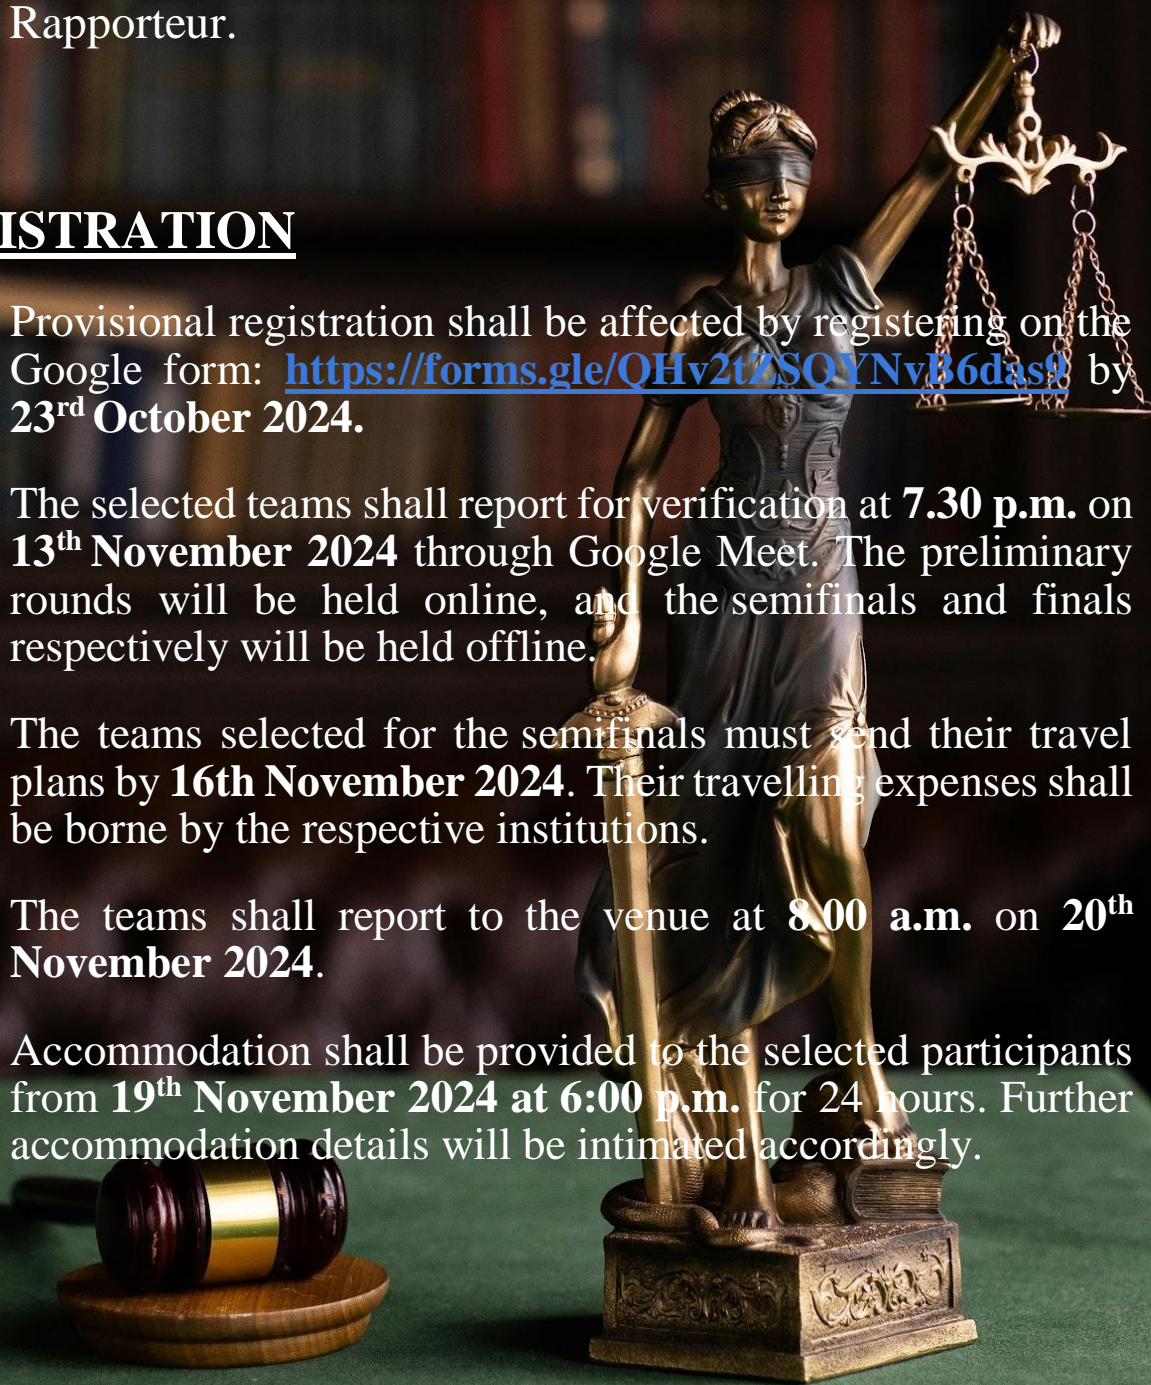 Rapporteur.
ISTRATION
Provisional registration shall be affected by registering on the
Google form: https://forms.gle/QHv2tZSQYNvB6das9 by
23rd October 2024.
The selected teams shall report for verification at 7.30 p.m. on
13th November 2024 through Google Meet. The preliminary
rounds will be held online, and the semifinals and finals
respectively will be held offline.
The teams selected for the semifinals must send their travel
plans by 16th November 2024. Their travelling expenses shall
be borne by the respective institutions.
The teams shall report to the venue at 8.00 a.m. on 20th
November 2024.
Accommodation shall be provided to the selected participants
from 19th November 2024 at 6:00 p.m. for 24 hours. Further
accommodation details will be intimated accordingly.